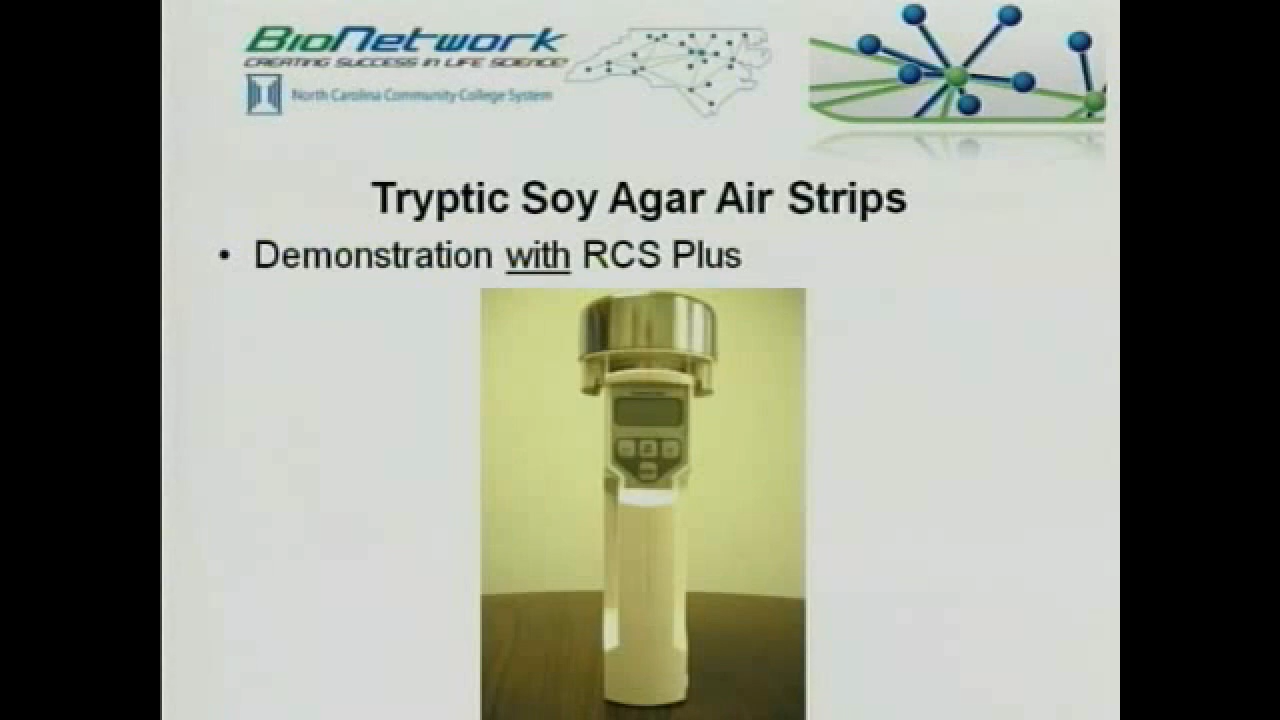 BioNetwork
CREATING SUCCESS IN LIFE SCIENCE
North Carolina Community College System
Tryptic Soy Agar Air Strips
• Demonstration with RCS Plus